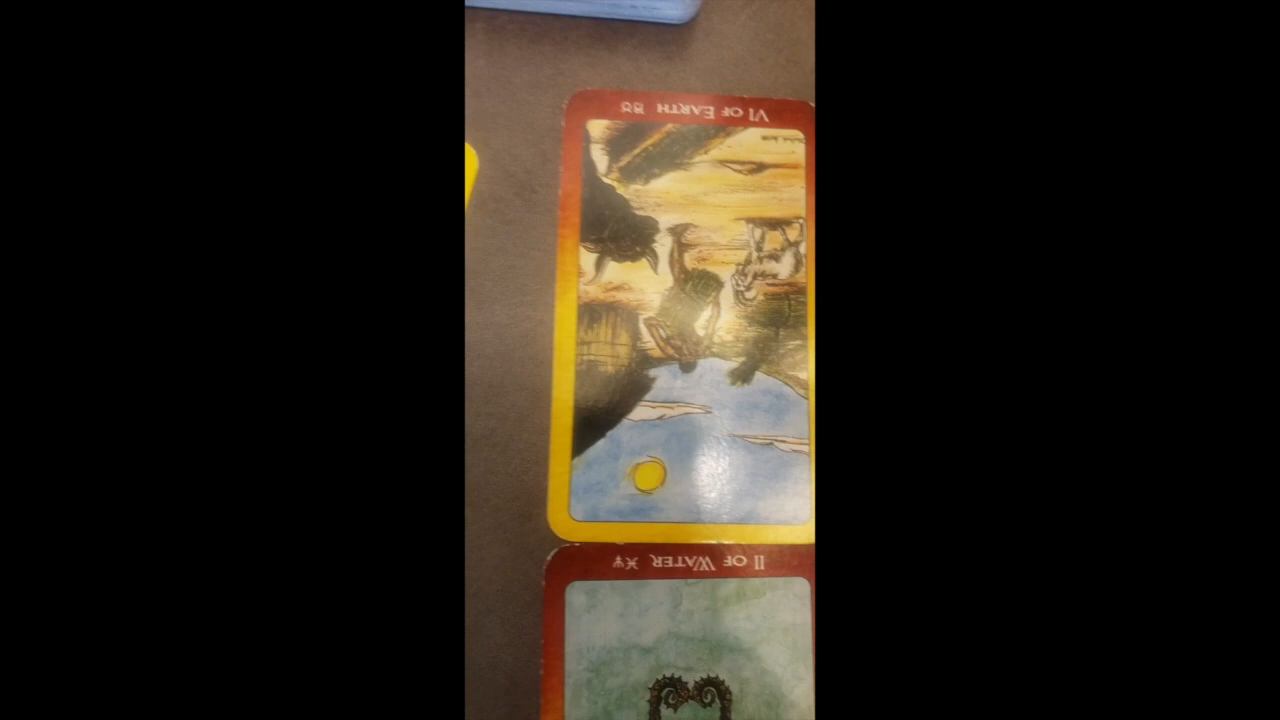 VI OF EARTH ♉︎☿
II OF WATER ♓︎♆